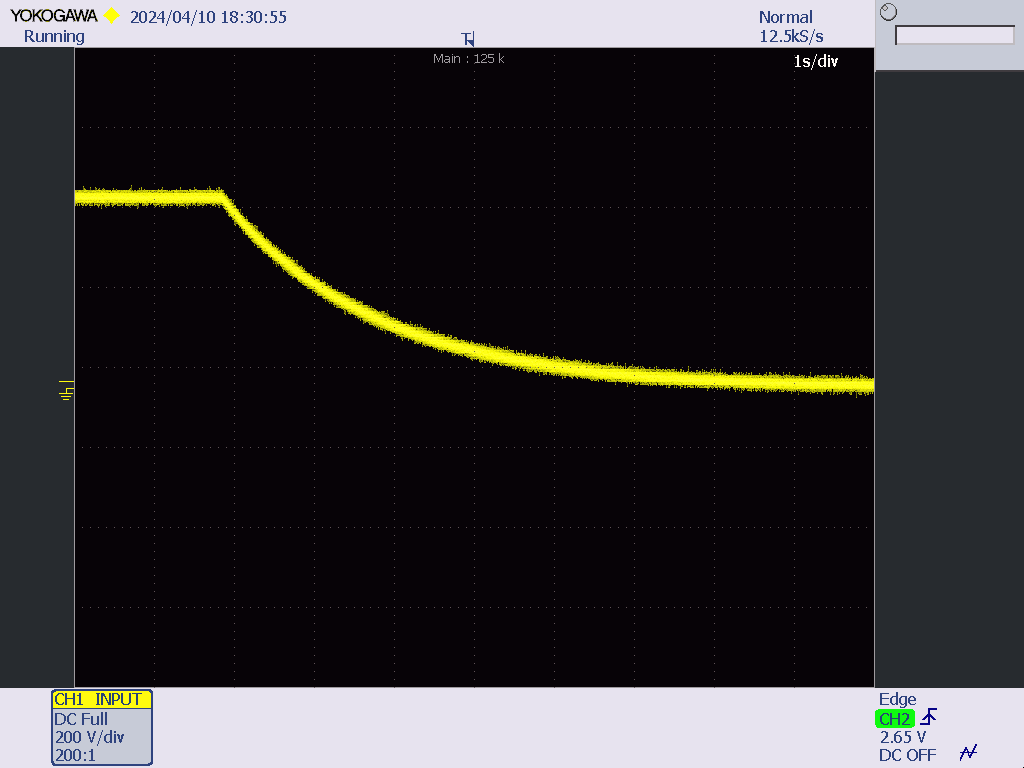 YOKOGAWA 2024/04/10 18:30:55 Normal
Running 12.5kS/s
T
Main : 125 k
1s/div
CH1 INPUT
DC Full
200 V/div
200:1
Edge
CH2
2.65 V
DC OFF